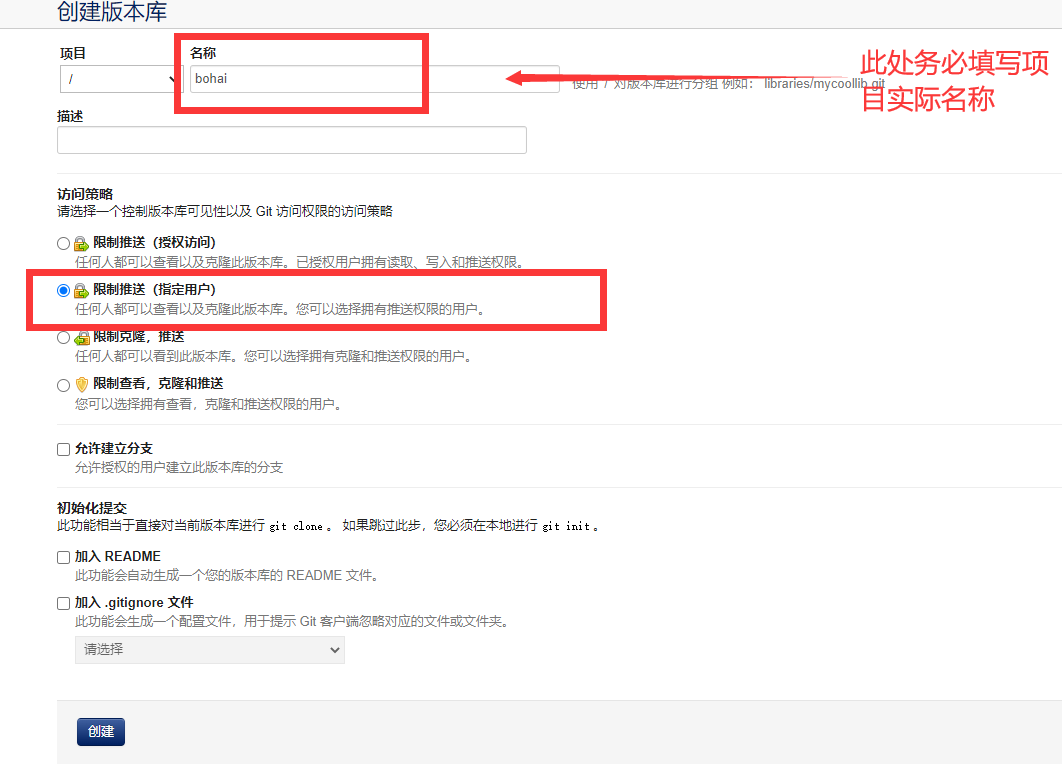 创建版本库
项目
名称
/
bohai
使用 '/' 对版本库进行分组 例如： libraries/mycoollib.git
此处务必填写项
目实际名称
描述
访问策略
请选择一个控制版本库可见性以及 Git 访问权限的访问策略
限制推送（授权访问）
任何人都可以查看以及克隆此版本库。已授权用户拥有读取、写入和推送权限。
限制推送（指定用户）
任何人都可以查看以及克隆此版本库。您可以选择拥有推送权限的用户。
限制克隆，推送
任何人都可以看到此版本库。您可以选择拥有克隆和推送权限的用户。
限制查看，克隆和推送
您可以选择拥有查看，克隆和推送权限的用户。
允许建立分支
允许授权的用户建立此版本库的分支
初始化提交
此功能相当于直接对当前版本库进行 git clone 。 如果跳过此步，您必须在本地进行 git init 。
加入 README
此功能会自动生成一个您的版本库的 README 文件。
加入 .gitignore 文件
此功能会生成一个配置文件，用于提示 Git 客户端忽略对应的文件或文件夹。
请选择
创建